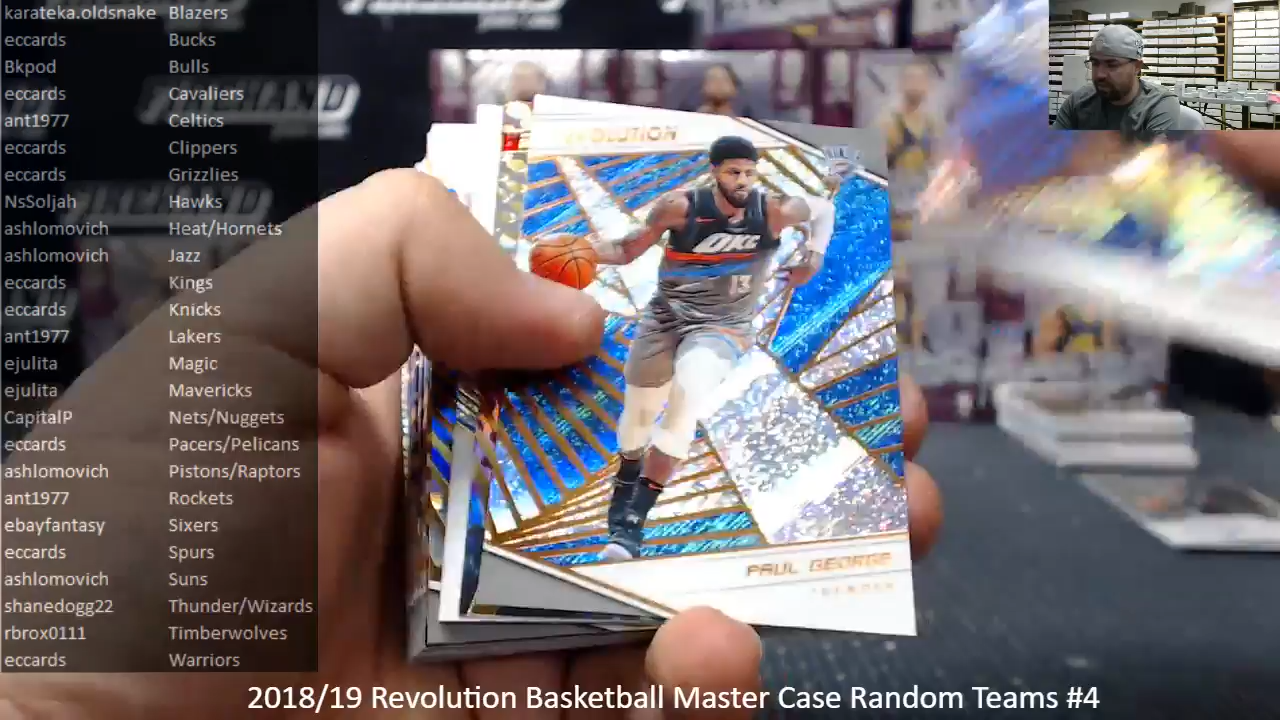 karateka.oldsnake Blazers
eccards Bucks
Bkpod Bulls
eccards Cavaliers
ant1977 Celtics
eccards Clippers
eccards Grizzlies
NsSoljah Hawks
ashlomovich Heat/Hornets
ashlomovich Jazz
eccards Kings
eccards Knicks
ant1977 Lakers
ejulita Magic
ejulita Mavericks
CapitalP Nets/Nuggets
eccards Pacers/Pelicans
ashlomovich Pistons/Raptors
ant1977 Rockets
ebayfantasy Sixers
eccards Spurs
ashlomovich Suns
shanedogg22 Thunder/Wizards
rbrox0111 Timberwolves
eccards Warriors
OKC
13
PAUL GEORGE
THUNDER
2018/19 Revolution Basketball Master Case Random Teams #4